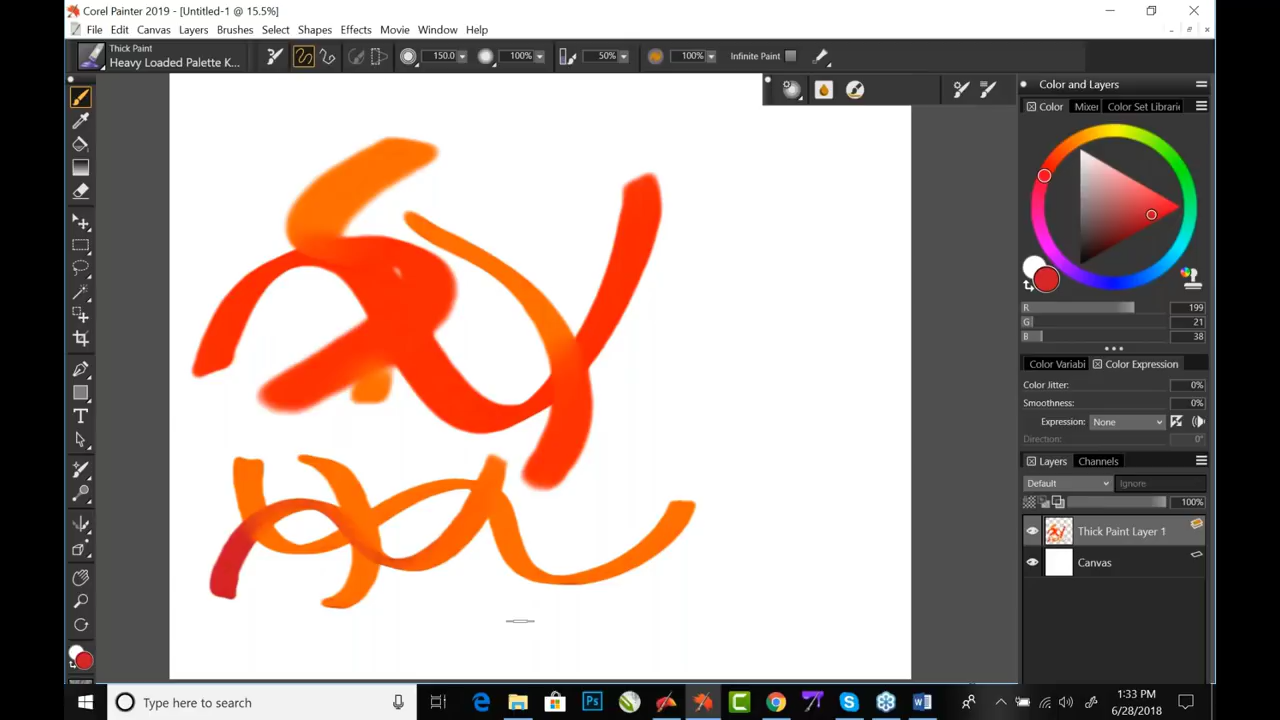 Corel Painter 2019 - [Untitled-1 @ 15.5%]
File Edit Canvas Layers Brushes Select Shapes Effects Movie Window Help
Thick Paint
Heavy Loaded Palette K...
150.0
100%
50%
100%
Infinite Paint
Color and Layers
Color Mixer Color Set Librari
R 199
G 21
B 38
Color Variabi Color Expression
Color Jitter: 0%
Smoothness: 0%
Expression: None
Direction: 0°
Layers Channels
Default Ignore
100%
Thick Paint Layer 1
Canvas
T
Type here to search
Ps
1:33 PM
6/28/2018